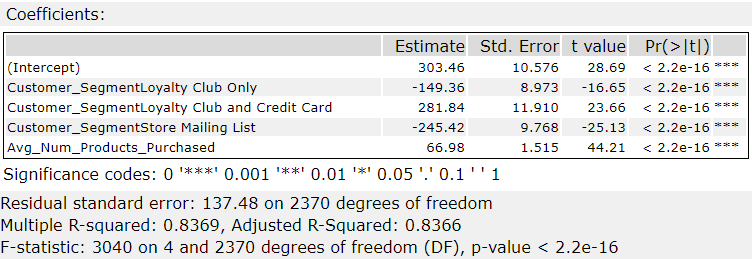 Coefficients:
Estimate Std. Error t value Pr(>|t|)
(Intercept) 303.46 10.576 28.69 < 2.2e-16 ***
Customer_SegmentLoyalty Club Only -149.36 8.973 -16.65 < 2.2e-16 ***
Customer_SegmentLoyalty Club and Credit Card 281.84 11.910 23.66 < 2.2e-16 ***
Customer_SegmentStore Mailing List -245.42 9.768 -25.13 < 2.2e-16 ***
Avg_Num_Products_Purchased 66.98 1.515 44.21 < 2.2e-16 ***
Significance codes: 0 '***' 0.001 '**' 0.01 '*' 0.05 '.' 0.1 ' ' 1
Residual standard error: 137.48 on 2370 degrees of freedom
Multiple R-squared: 0.8369, Adjusted R-Squared: 0.8366
F-statistic: 3040 on 4 and 2370 degrees of freedom (DF), p-value < 2.2e-16